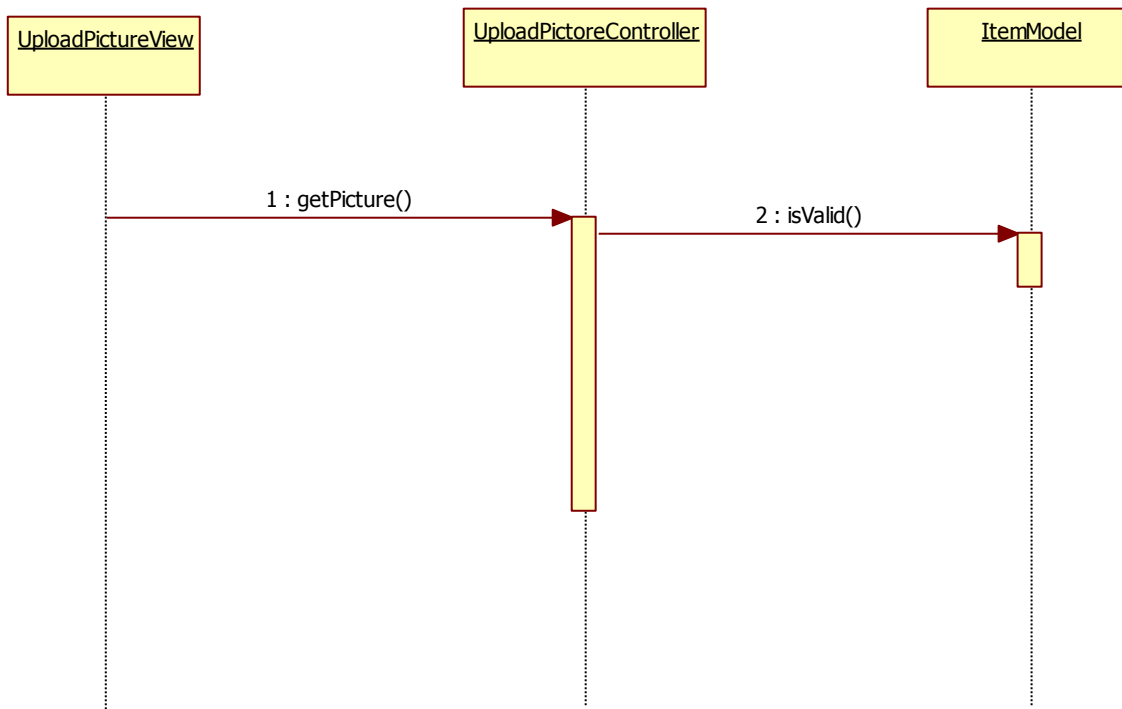 UploadPictureView
UploadPictoreController
ItemModel
1 : getPicture()
2 : isValid()